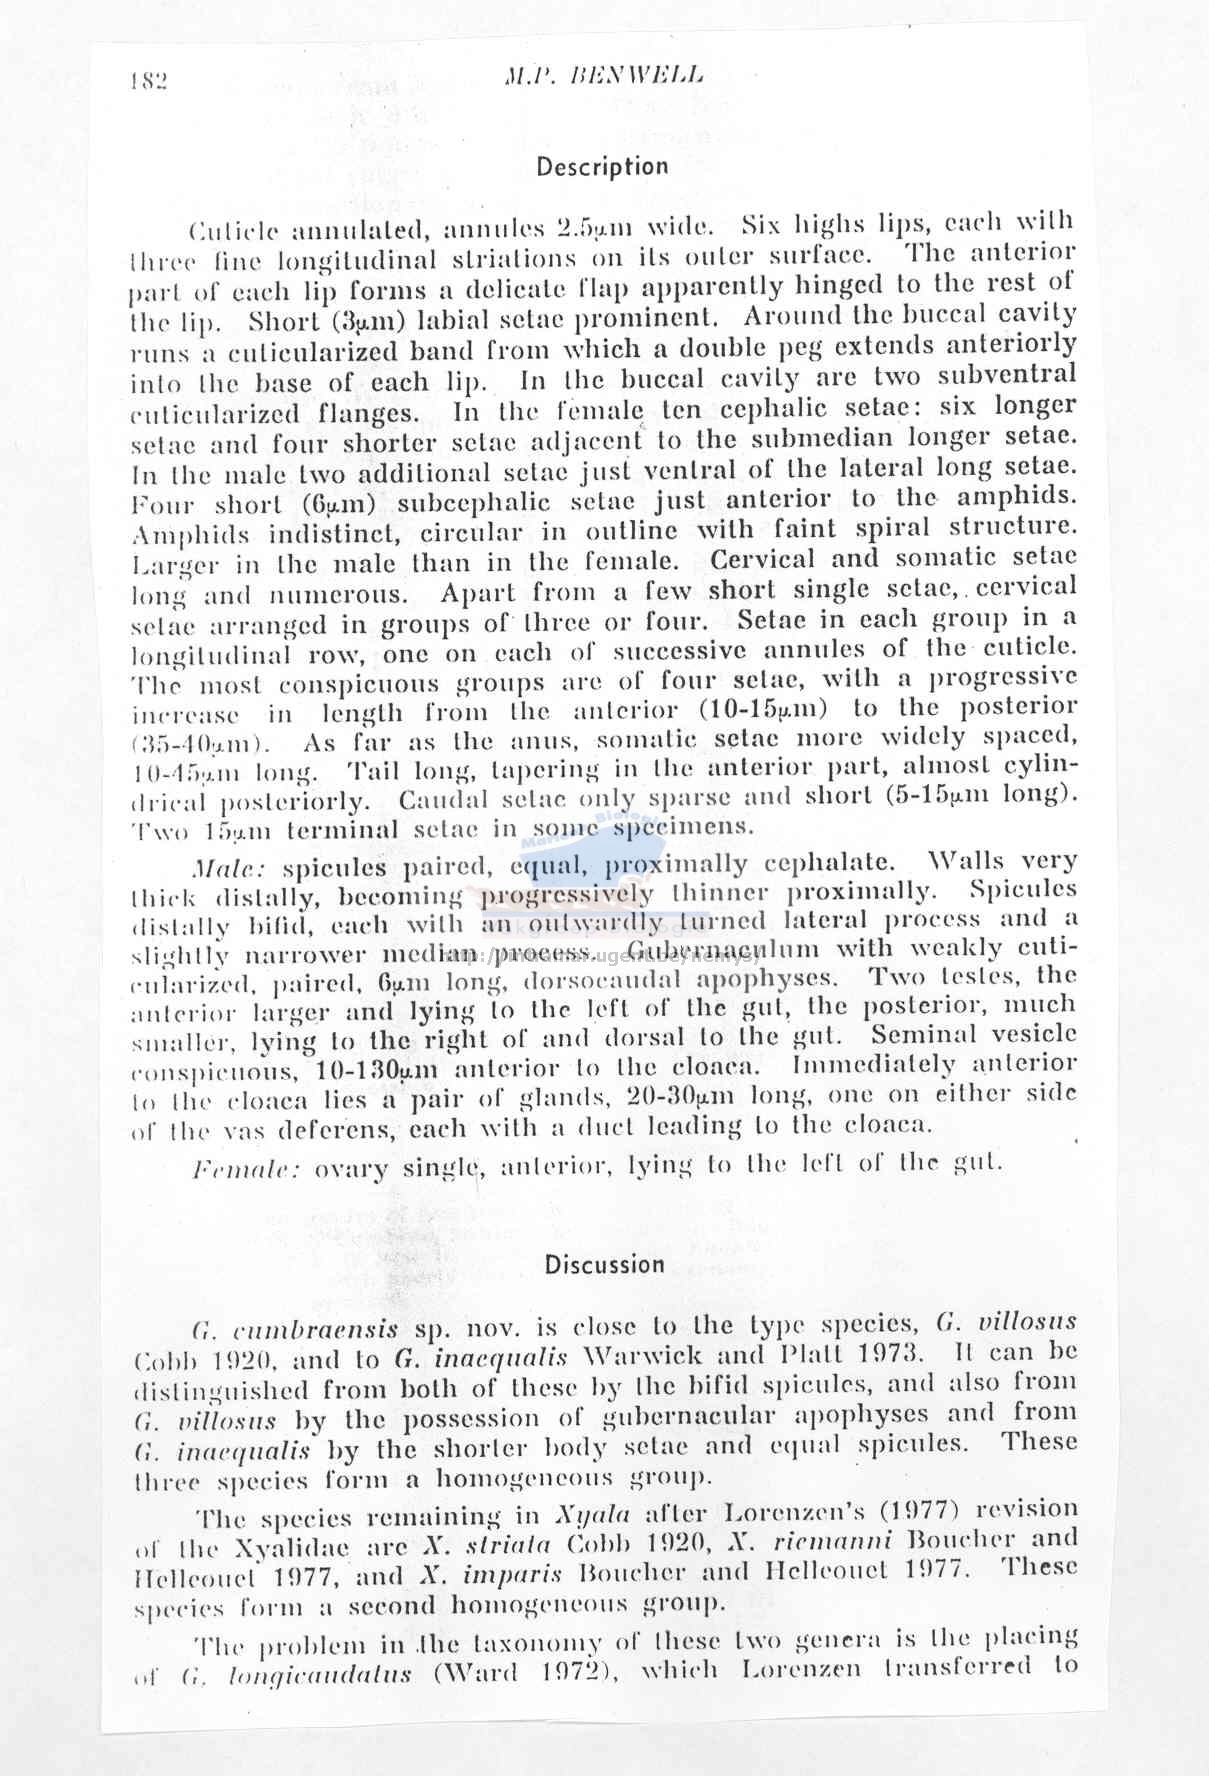 182
M.P. BENWELL
Description
Cuticle annulated, annules 2.5µm wide. Six highs lips, each with
three fine longitudinal striations on its outer surface. The anterior
part of each lip forms a delicate flap apparently hinged to the rest of
the lip. Short (3µm) labial setae prominent. Around the buccal cavity
runs a cuticularized band from which a double peg extends anteriorly
into the base of each lip. In the buccal cavity are two subventral
cuticularized flanges. In the female ten cephalic setae: six longer
setae and four shorter setae adjacent to the submedian longer setae.
In the male two additional setae just ventral of the lateral long setae.
Four short (6µm) subcephalic setae just anterior to the amphids.
Amphids indistinct, circular in outline with faint spiral structure.
Larger in the male than in the female. Cervical and somatic setae
long and numerous. Apart from a few short single setae, cervical
setae arranged in groups of three or four. Setae in each group in a
longitudinal row, one on each of successive annules of the cuticle.
The most conspicuous groups are of four setae, with a progressive
increase in length from the anterior (10-15µm) to the posterior
(35-40µm). As far as the anus, somatic setae more widely spaced,
10-45µm long. Tail long, tapering in the anterior part, almost cylin-
drical posteriorly. Caudal setae only sparse and short (5-15µm long).
Two 15µm terminal setae in some specimens.
Male: spicules paired, equal, proximally cephalate. Walls very
thick distally, becoming progressively thinner proximally. Spicules
distally bifid, each with an outwardly turned lateral process and a
slightly narrower median process. Gubernaculum with weakly cuti-
cularized, paired, 6µm long, dorsocaudal apophyses. Two testes, the
anterior larger and lying to the left of the gut, the posterior, much
smaller, lying to the right of and dorsal to the gut. Seminal vesicle
conspicuous, 10-130µm anterior to the cloaca. Immediately anterior
to the cloaca lies a pair of glands, 20-30µm long, one on either side
of the vas deferens, each with a duct leading to the cloaca.
Female: ovary single, anterior, lying to the left of the gut.
Discussion
G. cumbraensis sp. nov. is close to the type species, G. villosus
Cobb 1920, and to G. inaequalis Warwick and Platt 1973. It can be
distinguished from both of these by the bifid spicules, and also from
G. villosus by the possession of gubernacular apophyses and from
G. inaequalis by the shorter body setae and equal spicules. These
three species form a homogeneous group.
The species remaining in Xyala after Lorenzen's (1977) revision
of the Xyalidae are X. striata Cobb 1920, X. riemanni Boucher and
Helleouet 1977, and X. imparis Boucher and Helleouet 1977. These
species form a second homogeneous group.
The problem in the taxonomy of these two genera is the placing
of G. longicaudatus (Ward 1972), which Lorenzen transferred to